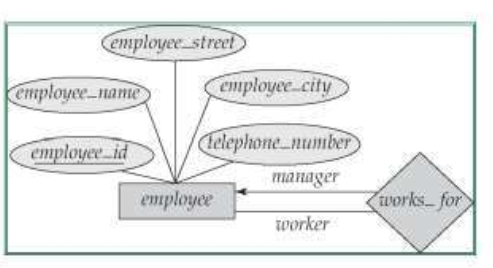 employee_street
employee_name
employee_city
employee_id
telephone_number
manager
employee
works_for
worker